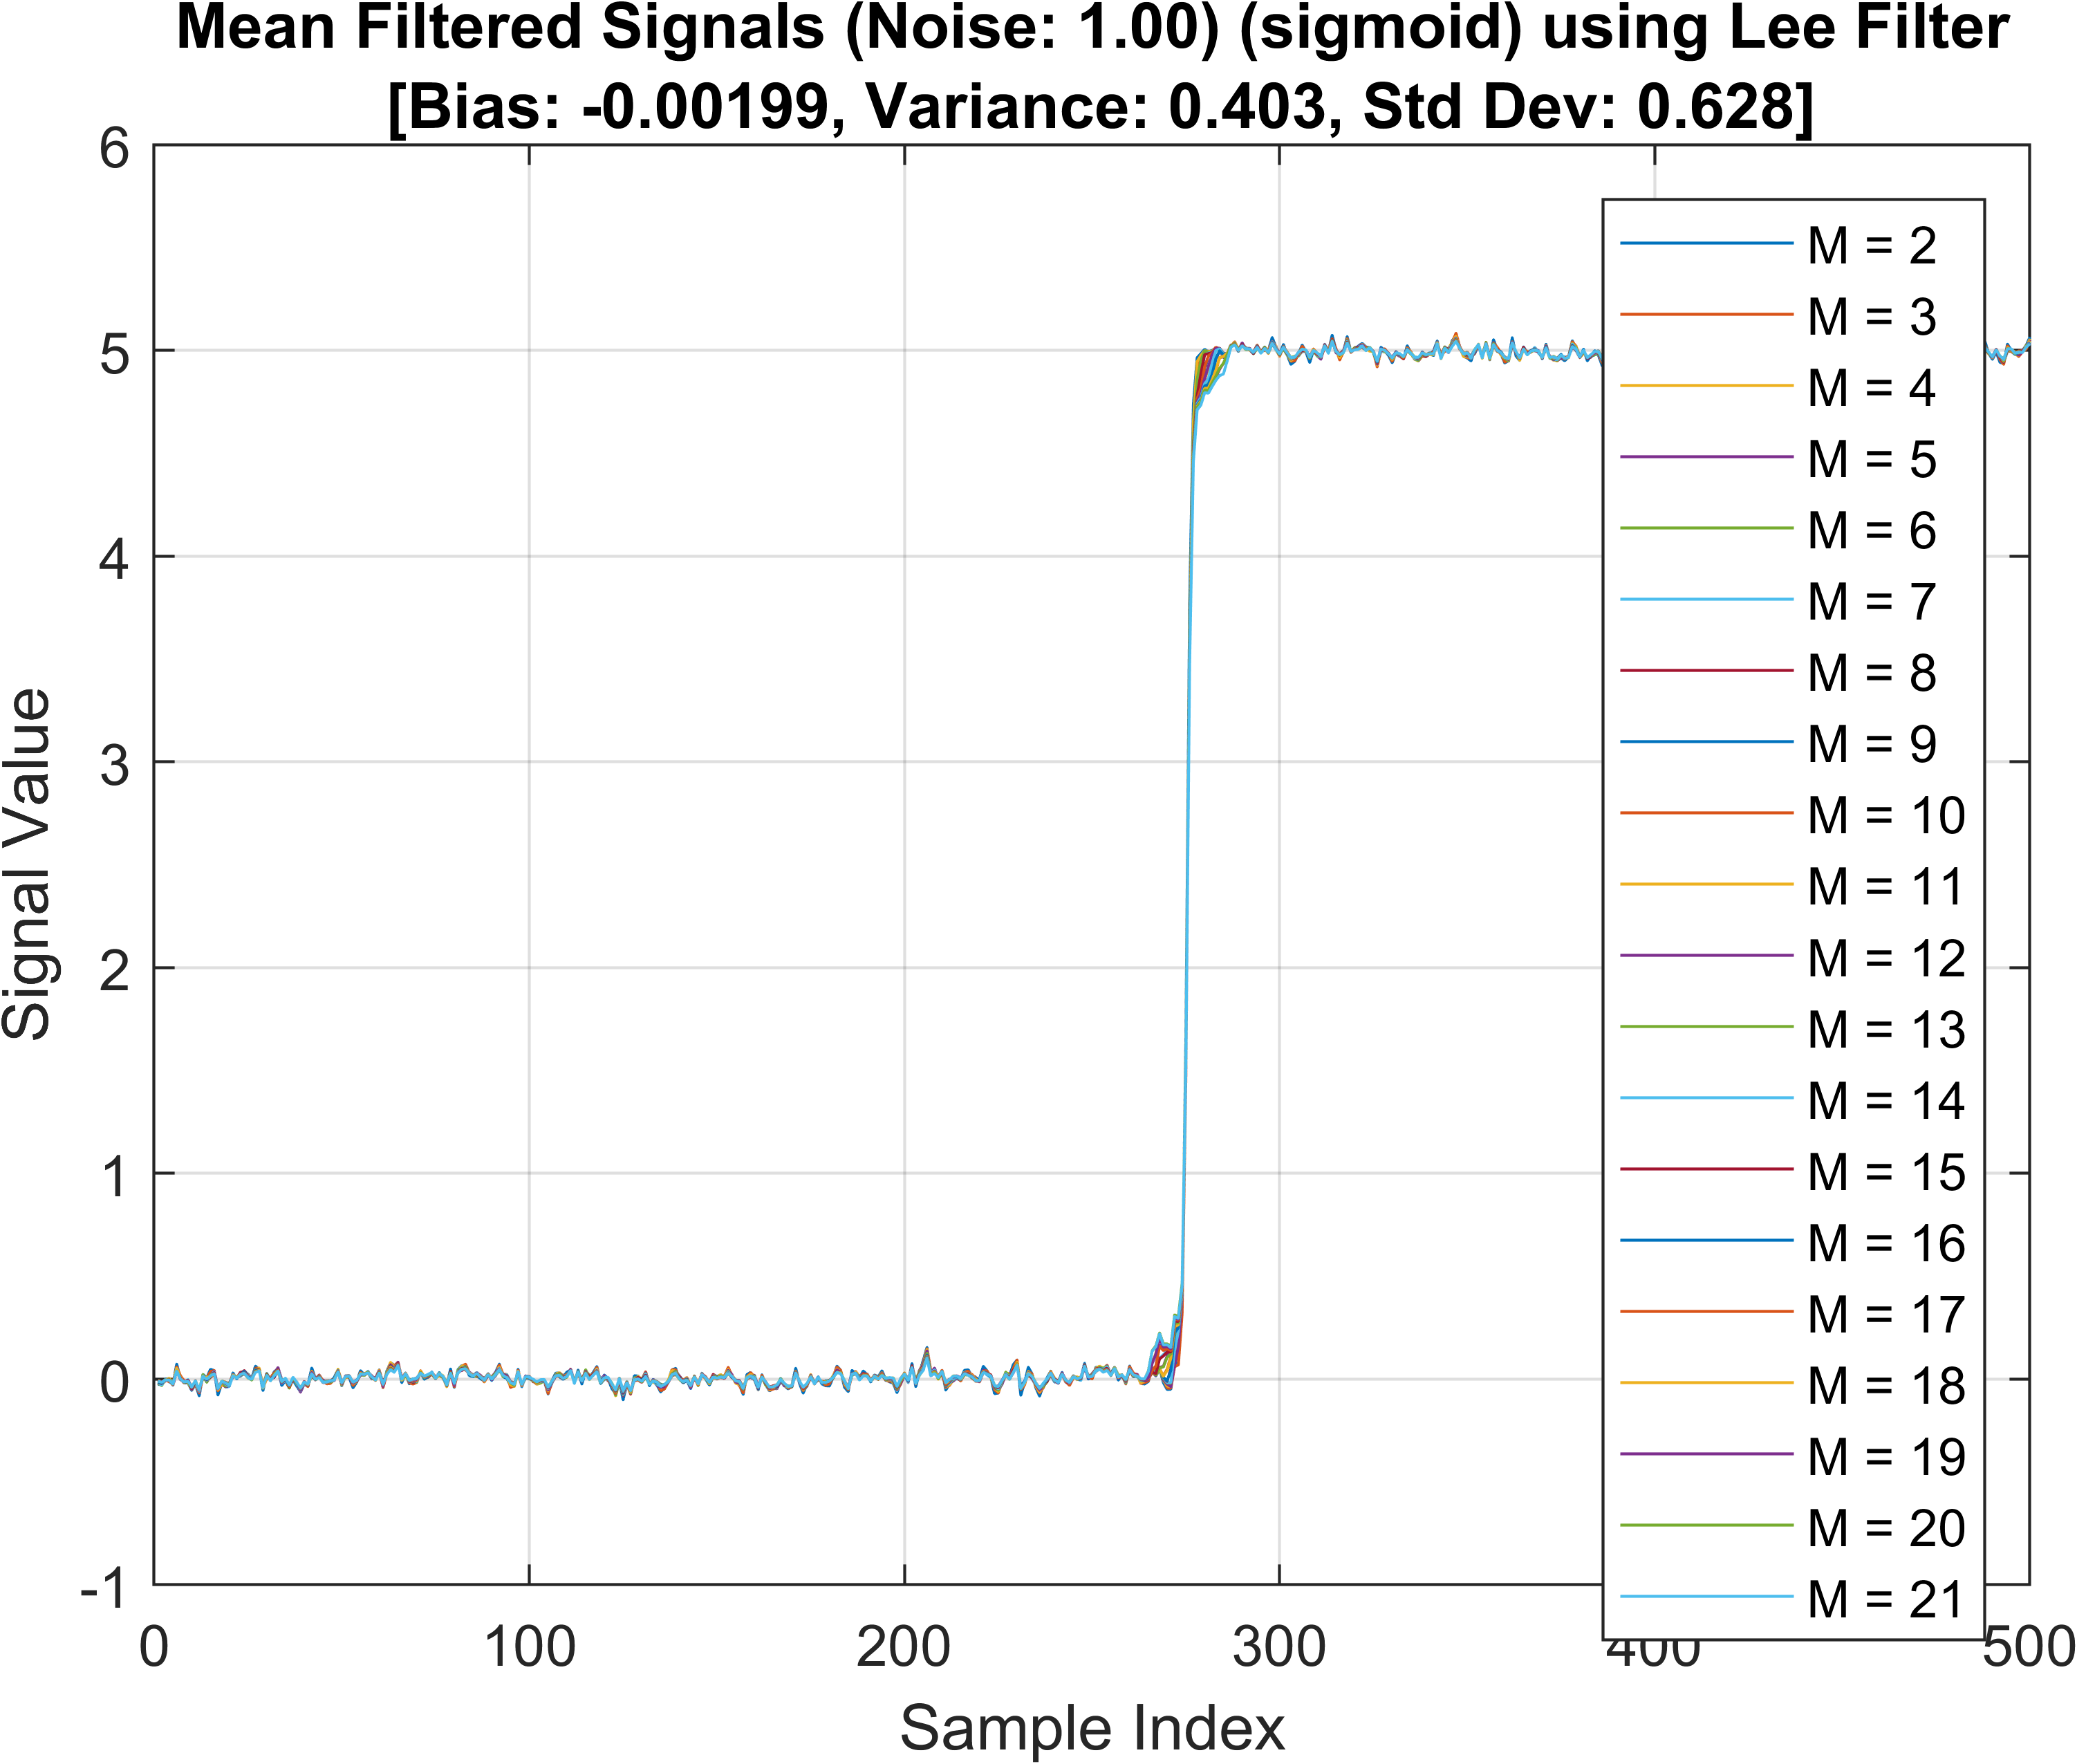 Mean Filtered Signals (Noise: 1.00) (sigmoid) using Lee Filter
[Bias: -0.00199, Variance: 0.403, Std Dev: 0.628]
6
5
4
3
2
1
0
-1
Signal Value
M = 2
M = 3
M = 4
M = 5
M = 6
M = 7
M = 8
M = 9
M = 10
M = 11
M = 12
M = 13
M = 14
M = 15
M = 16
M = 17
M = 18
M = 19
M = 20
M = 21
0 100 200 300 400 500
Sample Index